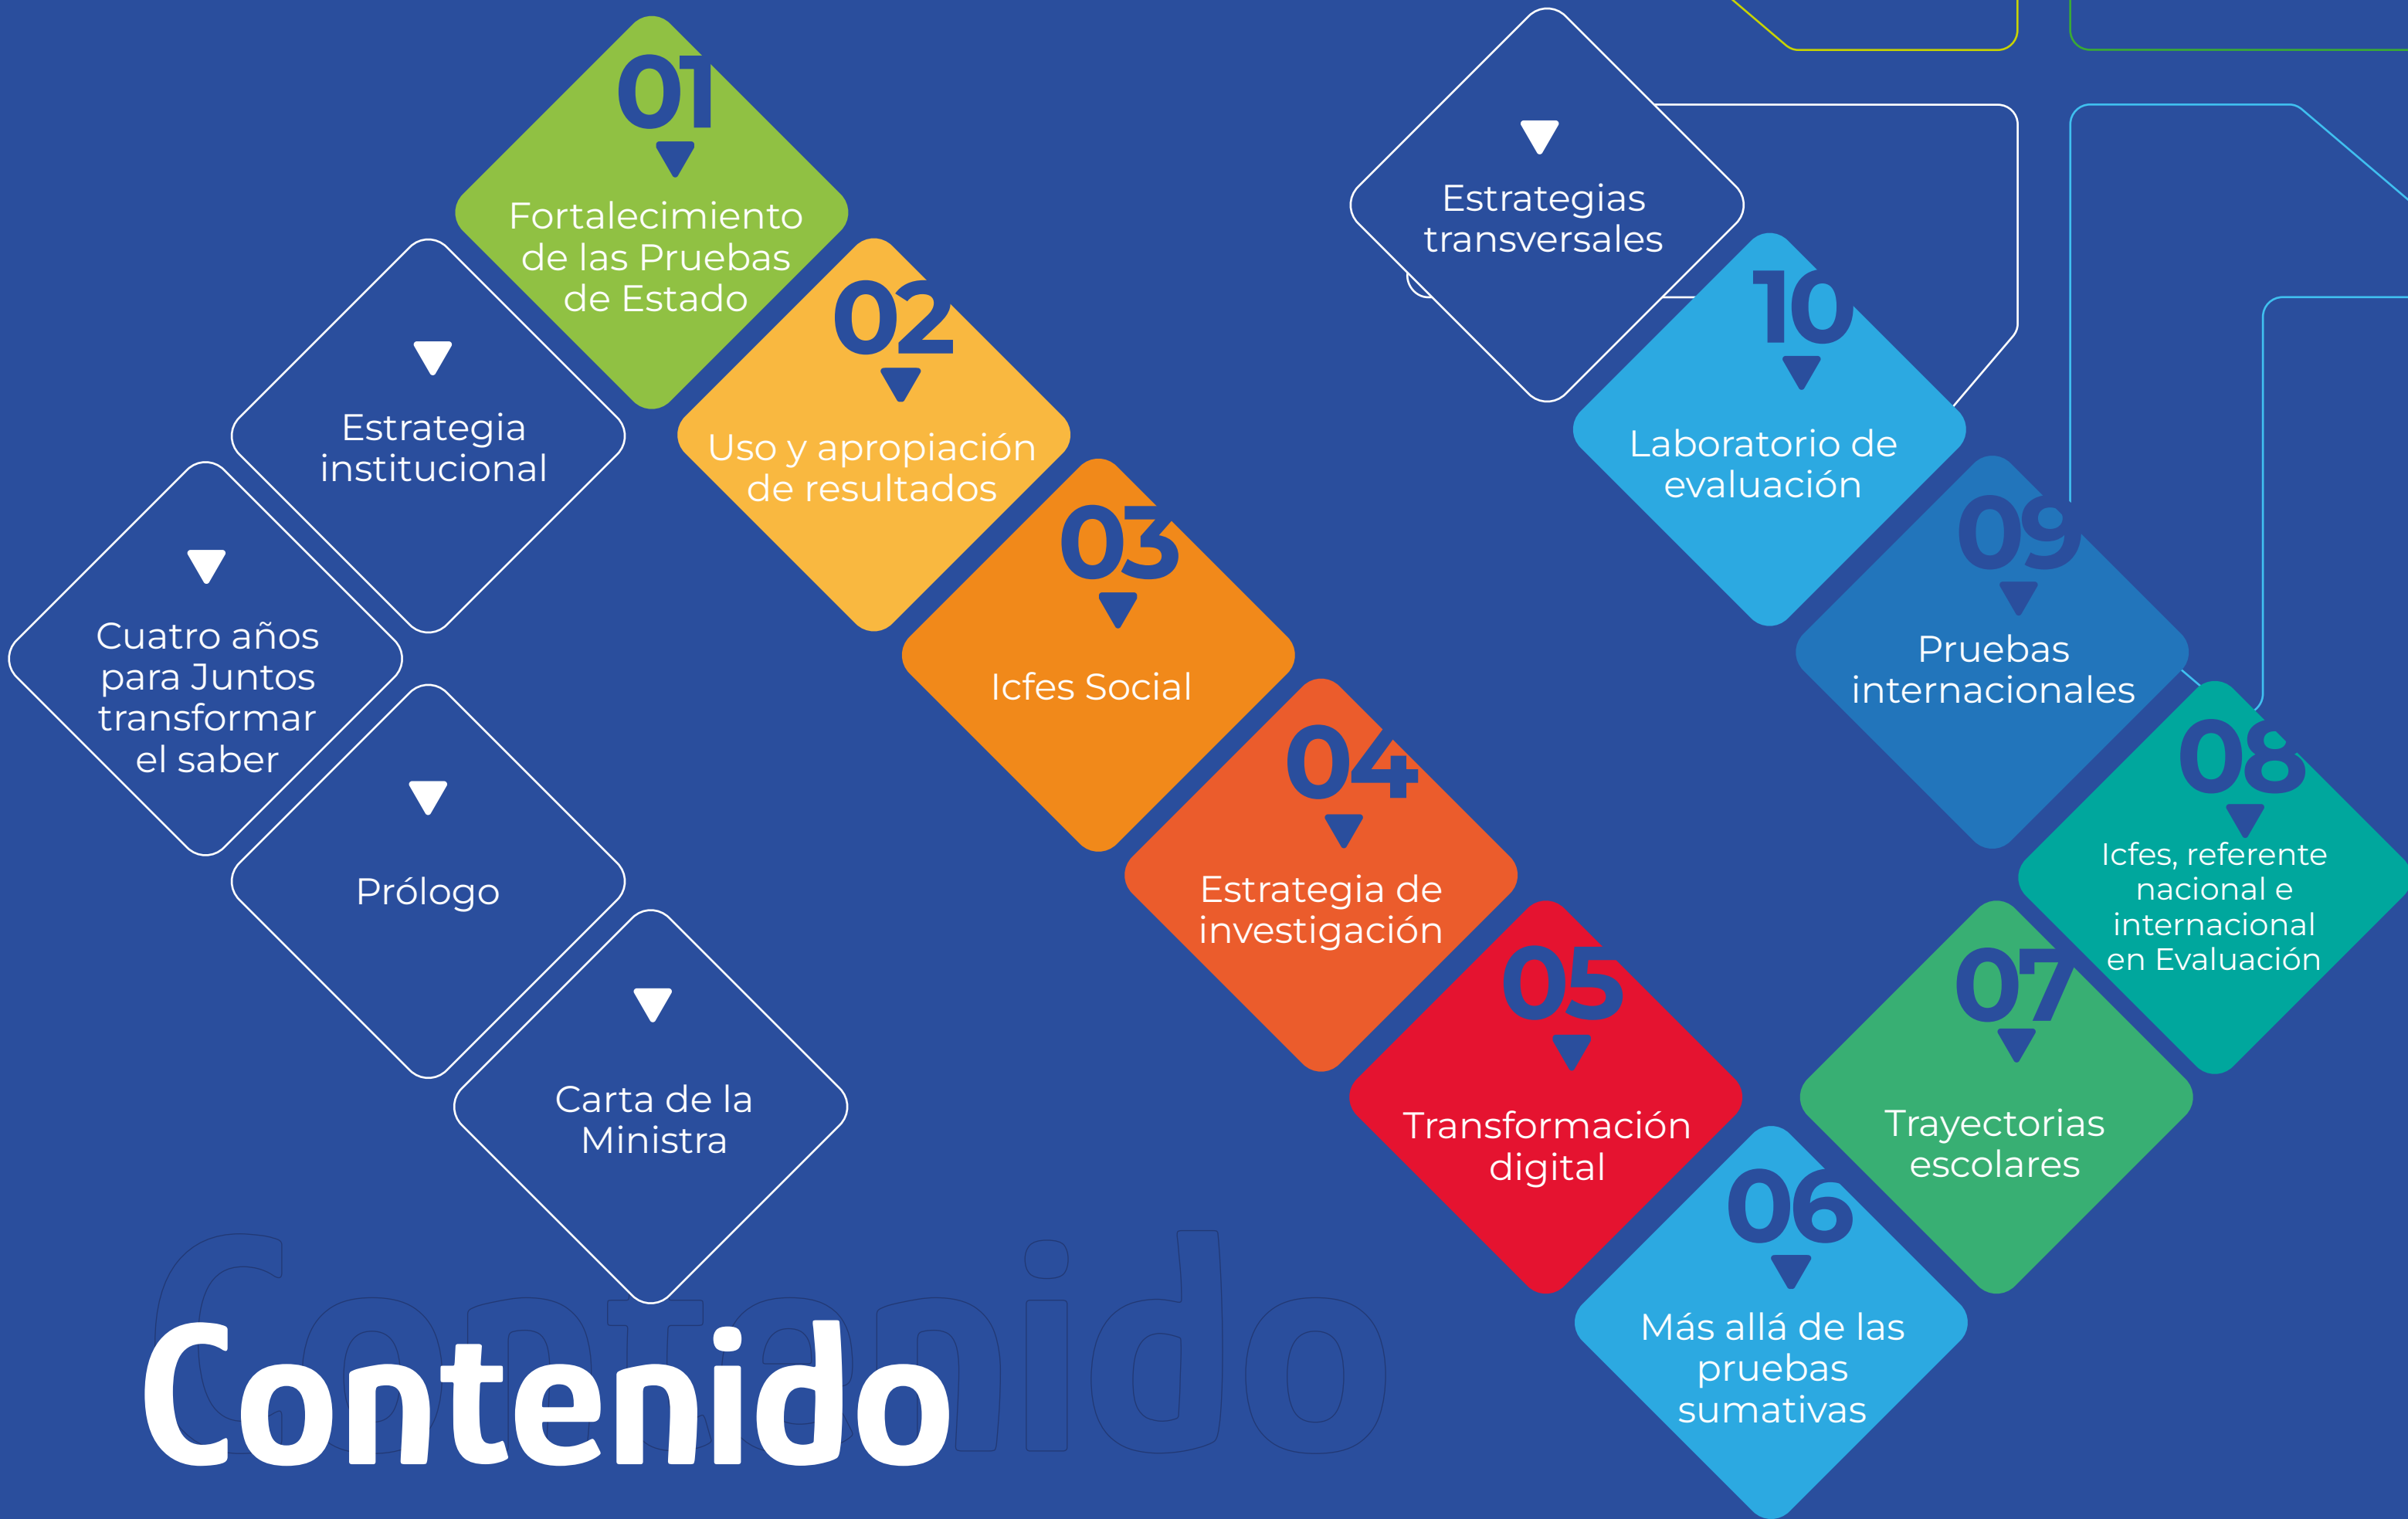 Contenido
Carta de la
Ministra
Prólogo
Cuatro años
para Juntos
transformar
el saber
Estrategia
institucional
01
Fortalecimiento
de las Pruebas
de Estado
02
Uso y apropiación
de resultados
03
Icfes Social
04
Estrategia de
investigación
05
Transformación
digital
06
Más allá de las
pruebas
sumativas
07
Trayectorias
escolares
08
Icfes, referente
nacional e
internacional
en Evaluación
09
Pruebas
internacionales
10
Laboratorio de
evaluación
Estrategias
transversales
Contenido